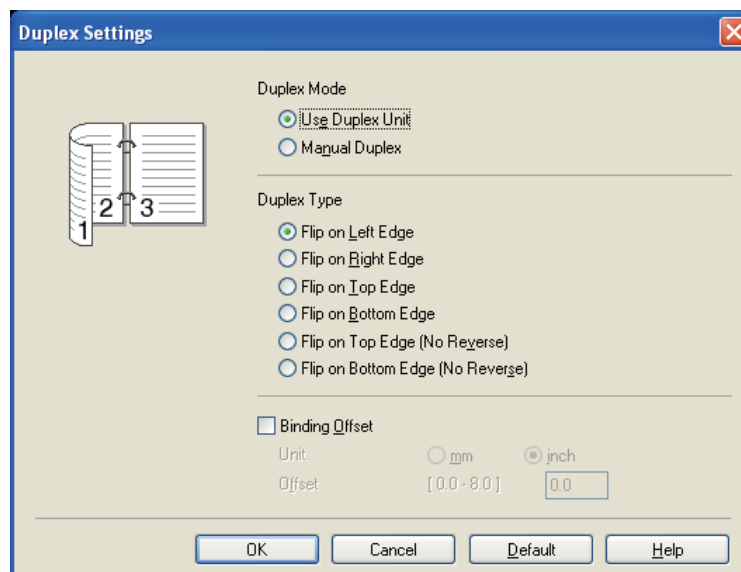 Duplex Settings
Duplex Mode
Use Duplex Unit
Manual Duplex
2 3
1
Duplex Type
Flip on Left Edge
Flip on Right Edge
Flip on Top Edge
Flip on Bottom Edge
Flip on Top Edge (No Reverse)
Flip on Bottom Edge (No Reverse)
Binding Offset
Unit mm inch
Offset [ 0.0 - 8.0 ] 0.0
OK Cancel Default Help